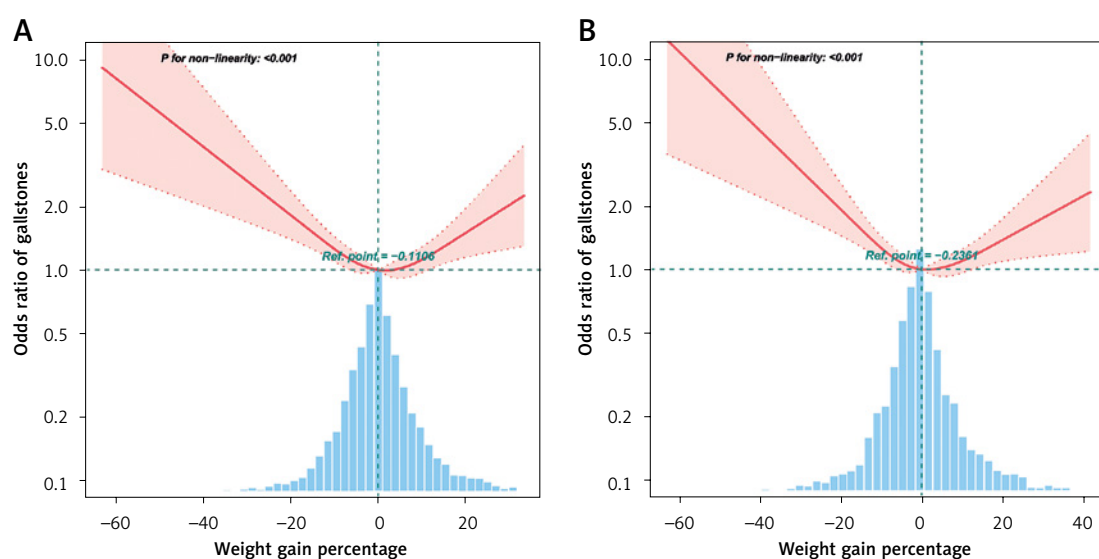 A
P for non−linearity: <0.001
Odds ratio of gallstones
10.0
5.0
2.0
1.0
0.5
0.2
0.1
Ref. point = −0.1106
−60
−40
−20
0
20
Weight gain percentage
B
P for non−linearity: <0.001
Odds ratio of gallstones
10.0
5.0
2.0
1.0
0.5
0.2
0.1
Ref. point = −0.2361
−60
−40
−20
0
20
40
Weight gain percentage